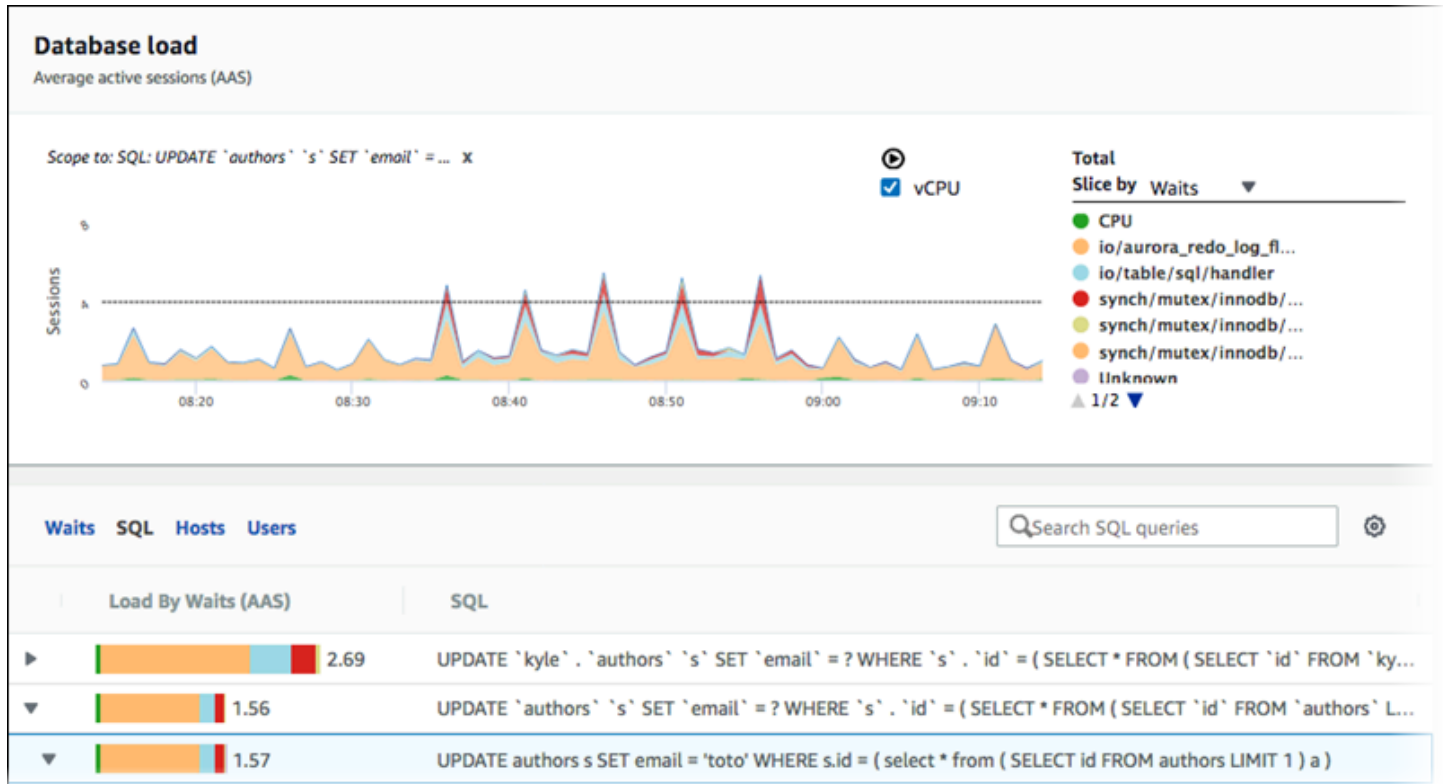 Database load
Average active sessions (AAS)
Scope to: SQL: UPDATE `authors` `s` SET `email` = ... x
vCPU
Total
Slice by Waits
CPU
io/aurora_redo_log_fl...
io/table/sql/handler
synch/mutex/innodb/...
synch/mutex/innodb/...
synch/mutex/innodb/...
Unknown
1/2
Sessions
8
4
0
08:20 08:30 08:40 08:50 09:00 09:10
Waits SQL Hosts Users
Search SQL queries
Load By Waits (AAS) SQL
2.69 UPDATE `kyle` . `authors` `s` SET `email` = ? WHERE `s` . `id` = ( SELECT * FROM ( SELECT `id` FROM `ky...
1.56 UPDATE `authors` `s` SET `email` = ? WHERE `s` . `id` = ( SELECT * FROM ( SELECT `id` FROM `authors` L...
1.57 UPDATE authors s SET email = 'toto' WHERE s.id = ( select * from ( SELECT id FROM authors LIMIT 1 ) a )